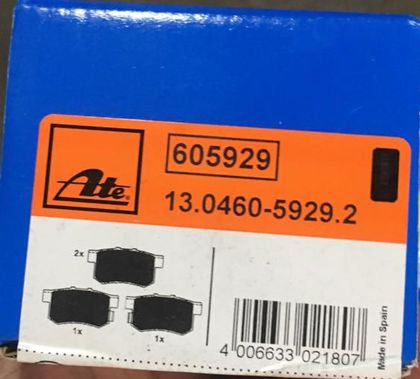 Ate
605929
13.0460-5929.2
2x
1x
1x
4 006633 021807
Made in Spain